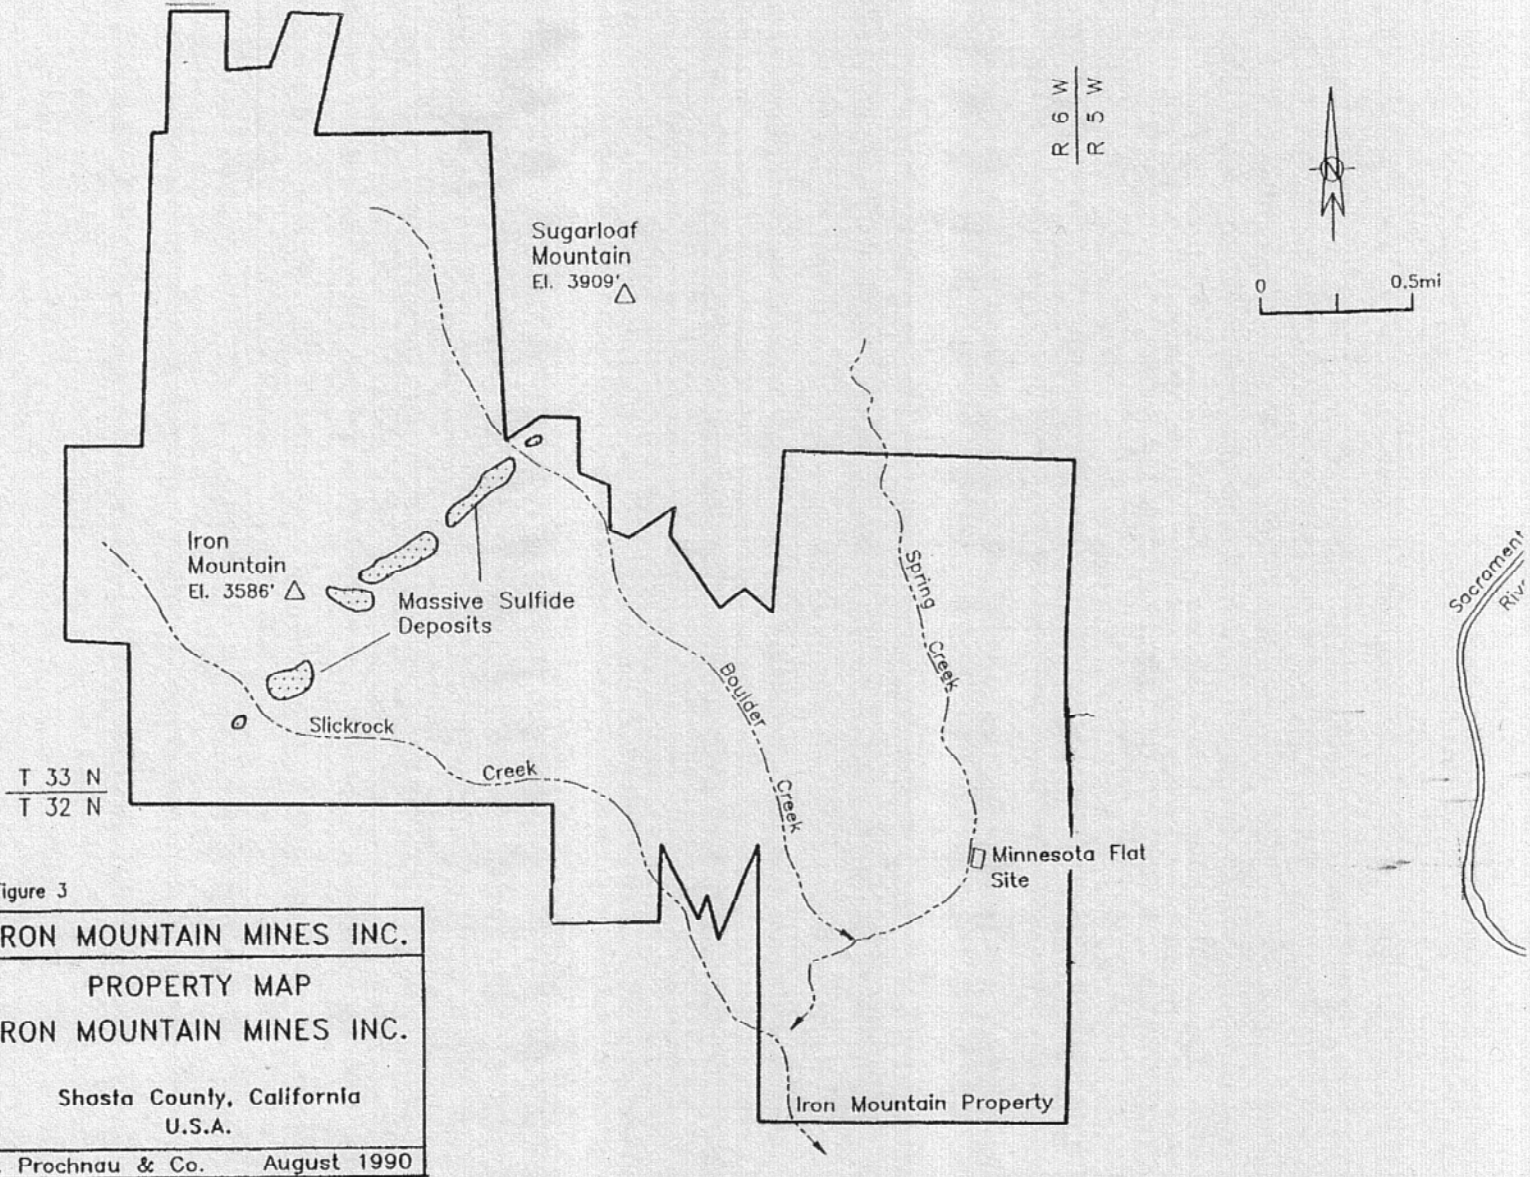 R 6 W
R 5 W
N
0 0.5mi
Sugarloaf
Mountain
El. 3909'
Iron
Mountain
El. 3586'
Massive Sulfide
Deposits
Spring
Creek
Boulder
Creek
Slickrock
Creek
Sacrament
Rive
T 33 N
T 32 N
Minnesota Flat
Site
Iron Mountain Property
igure 3
RON MOUNTAIN MINES INC.
PROPERTY MAP
RON MOUNTAIN MINES INC.
Shasta County, California
U.S.A.
. Prochnau & Co. August 1990